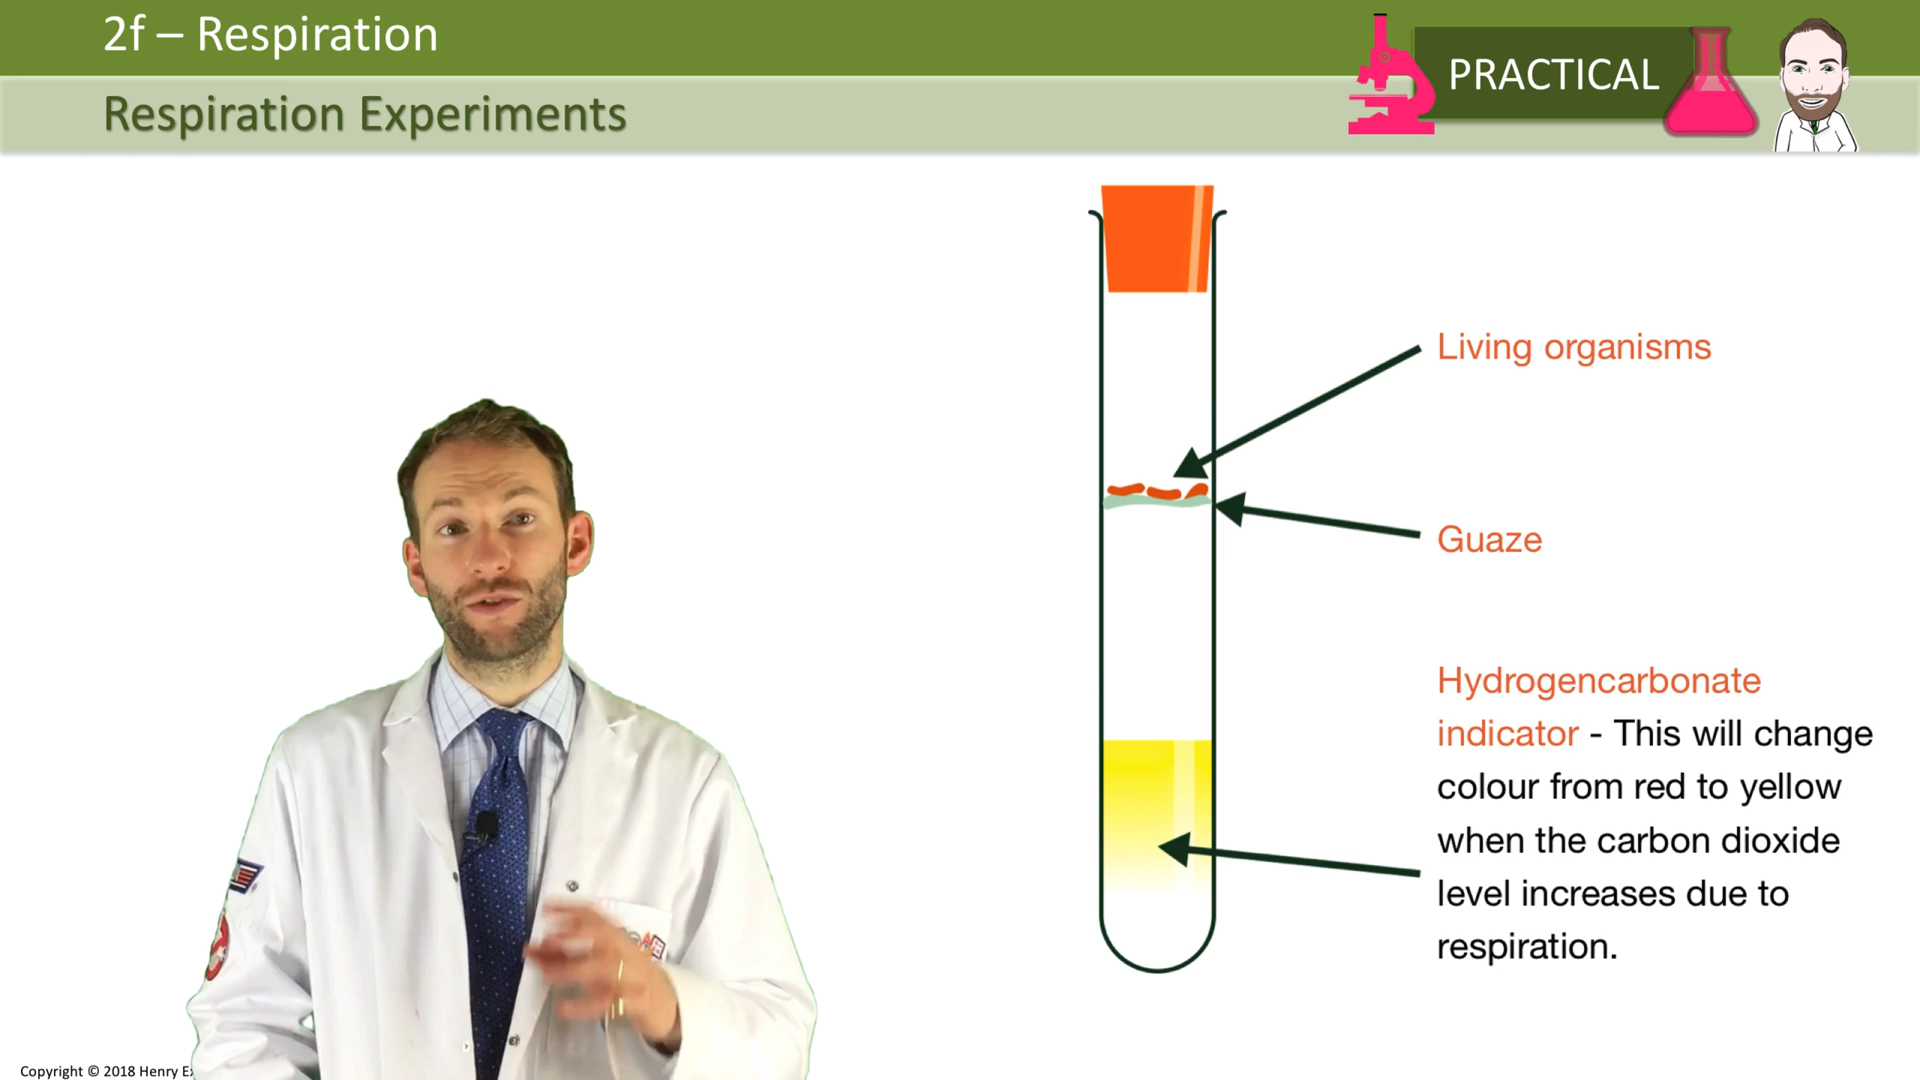 2f – Respiration
PRACTICAL
Respiration Experiments
Living organisms
Guaze
Hydrogencarbonate
indicator - This will change
colour from red to yellow
when the carbon dioxide
level increases due to
respiration.
Copyright © 2018 Henry